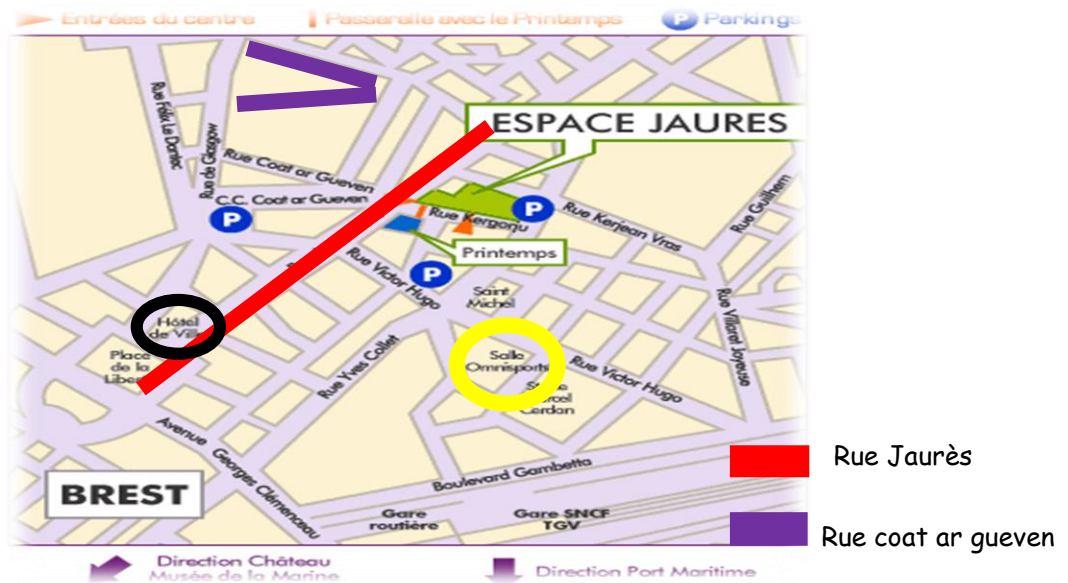 Entrées du centre
Passerelle avec le Printemps
P Parkings
Rue Félix Le Dantec
Rue de Glasgow
ESPACE JAURES
Rue Coat ar Gueven
C.C. Coat ar Gueven
P
Rue Kergonu
P
Rue Kerjean Vras
Rue Guilhem
Printemps
Rue Victor Hugo
P
Saint
Michel
Rue Villaret Joyeuse
Hôtel
de Ville
Place
de la
Rue Yves Collet
Salle
Omnisports
Rue Victor Hugo
Cerdan
Avenue Georges Clémenceau
Boulevard Gambetta
BREST
Gare
routière
Gare SNCF
TGV
Direction Château
Musée de la Marine
Direction Port Maritime
Rue Jaurès
Rue coat ar gueven